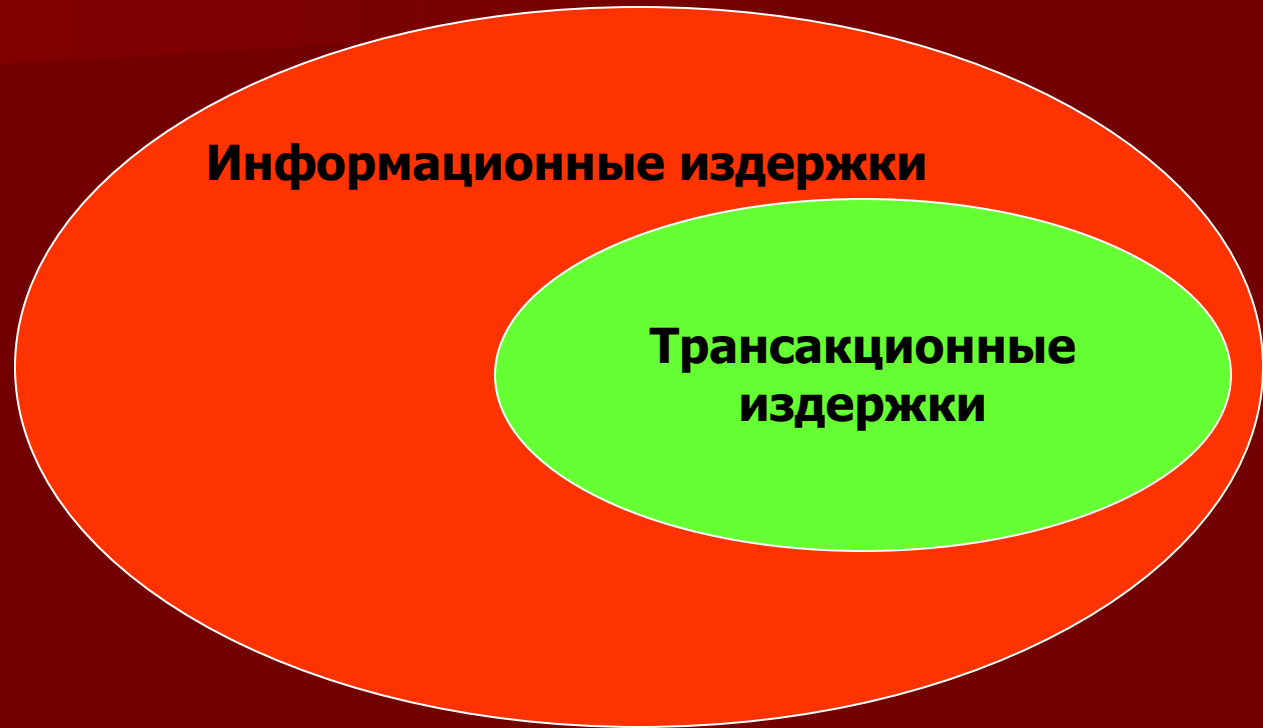 Информационные издержки
Трансакционные
издержки